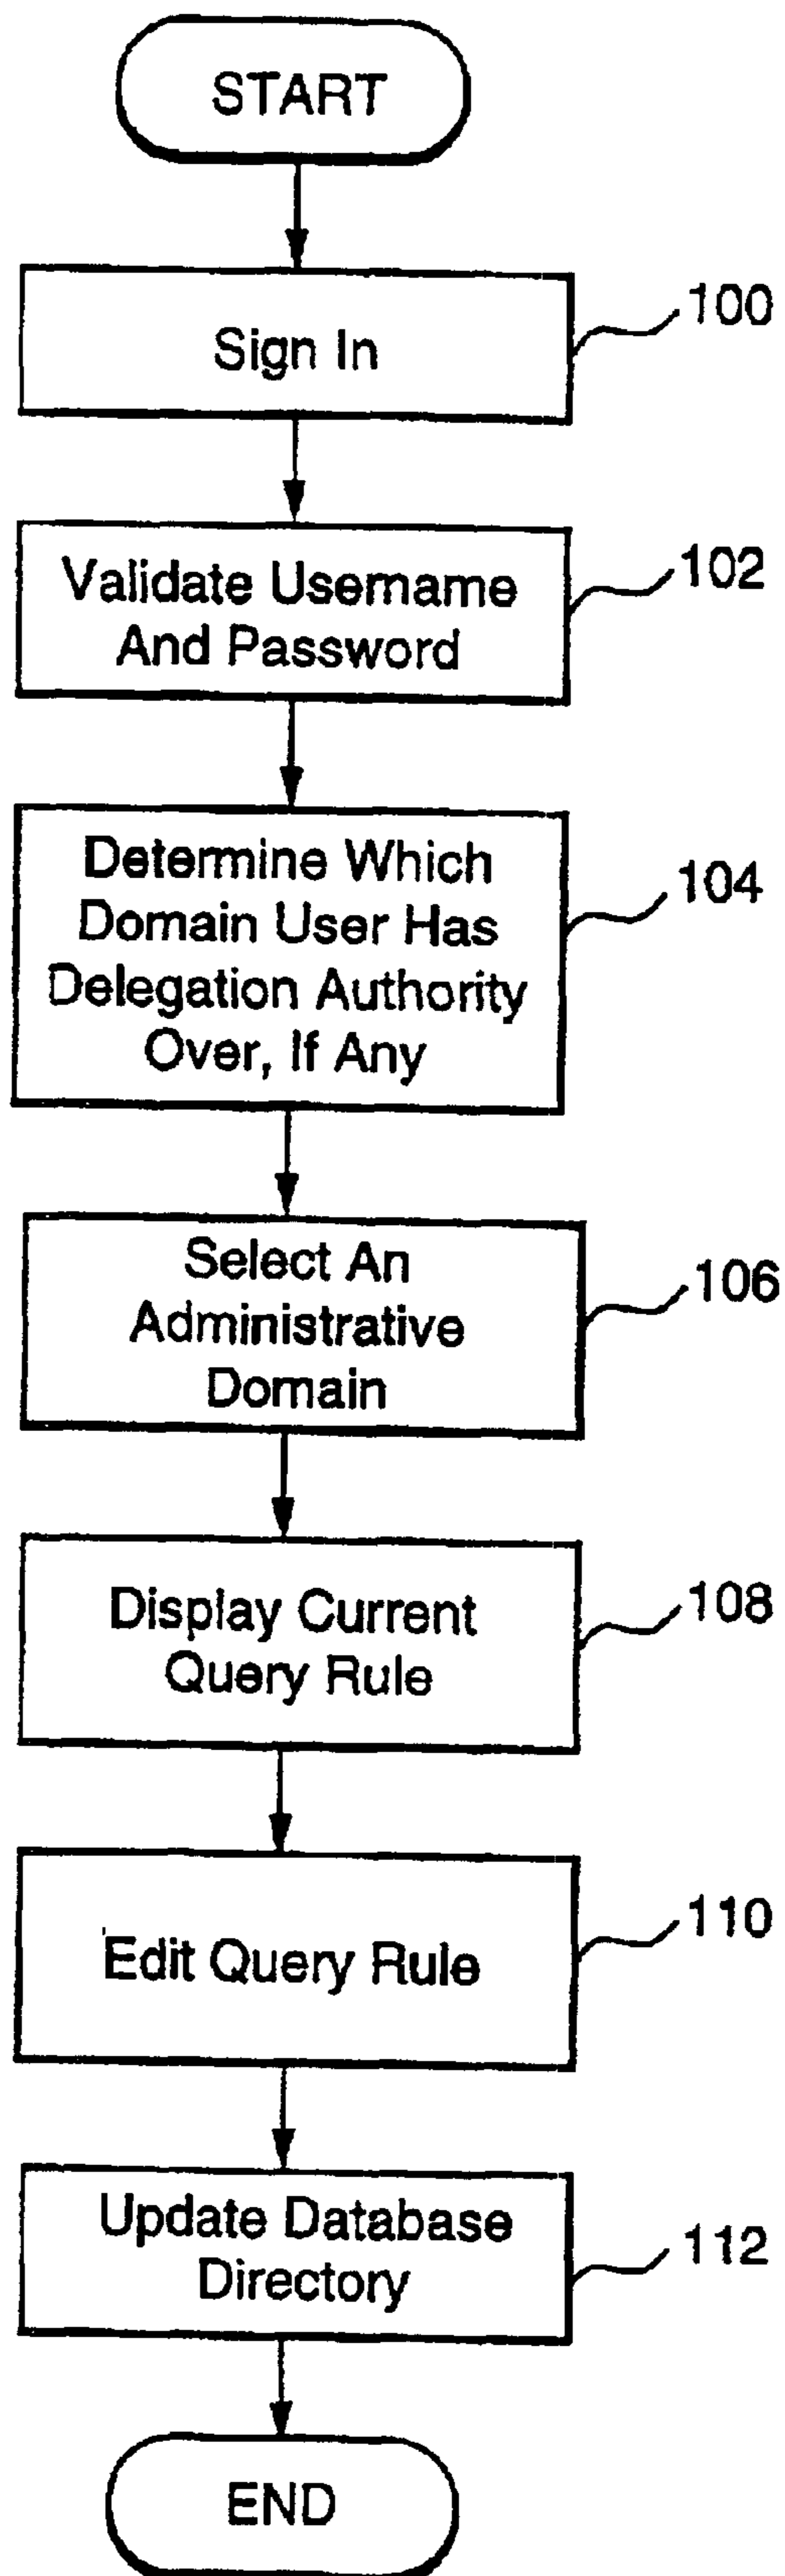 START
Sign In
100
Validate Username
And Password
102
Determine Which
Domain User Has
Delegation Authority
Over, If Any
104
Select An
Administrative
Domain
106
Display Current
Query Rule
108
Edit Query Rule
110
Update Database
Directory
112
END